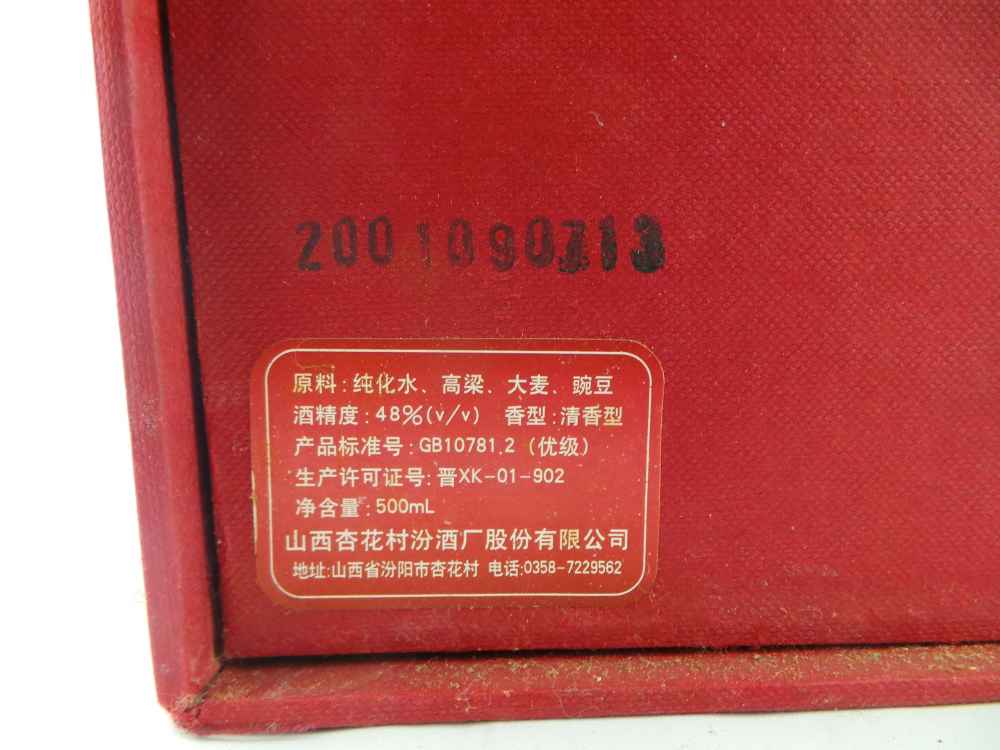 2001090713
原料:纯化水、高梁、大麦、豌豆
酒精度:48%(v/v) 香型:清香型
产品标准号:GB10781.2 (优级)
生产许可证号:晋XK-01-902
净含量:500mL
山西杏花村汾酒厂股份有限公司
地址:山西省汾阳市杏花村 电话:0358-7229562